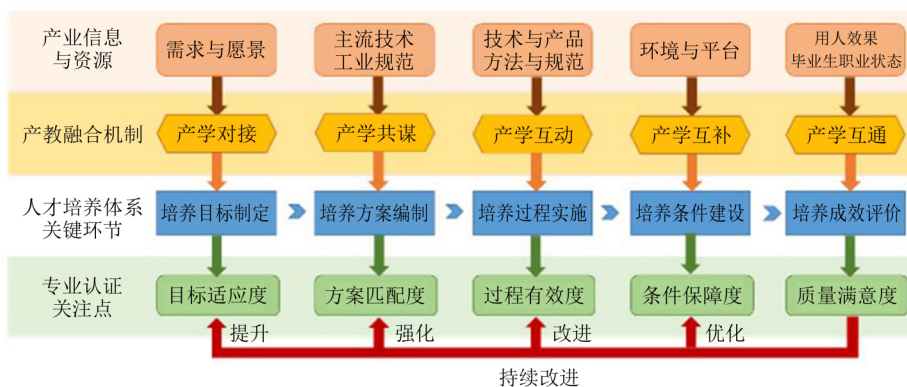 产业信息
与资源
需求与愿景
主流技术
工业规范
技术与产品
方法与规范
环境与平台
用人效果
毕业生职业状态
产教融合机制
产学对接
产学共谋
产学互动
产学互补
产学互通
人才培养体系
关键环节
培养目标制定
培养方案编制
培养过程实施
培养条件建设
培养成效评价
专业认证
关注点
目标适应度
方案匹配度
过程有效度
条件保障度
质量满意度
提升
强化
改进
优化
持续改进